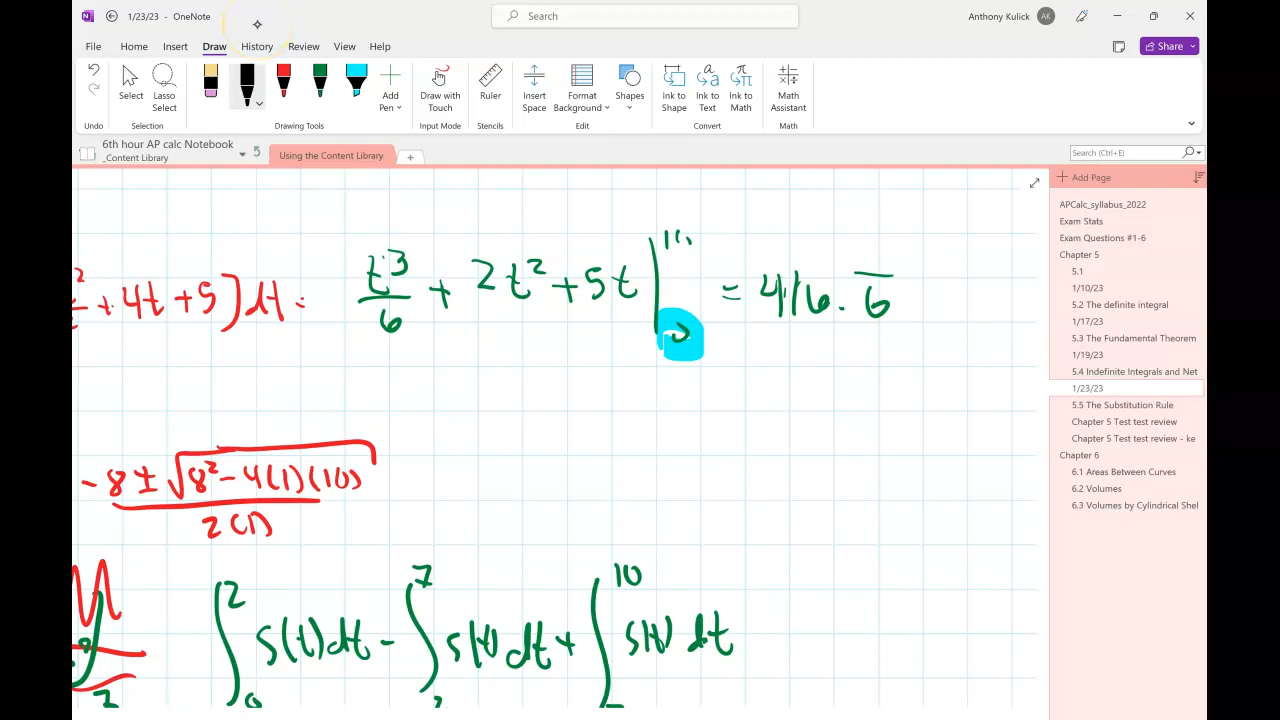 1/23/23 - OneNote
Search
Anthony Kulick AK
File Home Insert Draw History Review View Help
Share
Select
Lasso Select
Add Pen
Draw with Touch
Ruler
Insert Space
Format Background
Shapes
Ink to Shape
Ink to Text
Ink to Math
Math Assistant
Undo Selection Drawing Tools Input Mode Stencils Edit Convert Math
6th hour AP calc Notebook
_Content Library
Using the Content Library
Search (Ctrl+E)
Add Page
APCalc_syllabus_2022
Exam Stats
Exam Questions #1-6
Chapter 5
5.1
1/10/23
5.2 The definite integral
1/17/23
5.3 The Fundamental Theorem
1/19/23
5.4 Indefinite Integrals and Net
1/23/23
5.5 The Substitution Rule
Chapter 5 Test test review
Chapter 5 Test test review - ke
Chapter 6
6.1 Areas Between Curves
6.2 Volumes
6.3 Volumes by Cylindrical Shel
+ 4t + 5 ] dt = t^3/6 + 2t² + 5t | = 416.6̅
-8 ± √8² - 4(1)(10)
2(1)
2 7 10
∫ s(t)dt - ∫ s(t)dt + ∫ s(t)dt